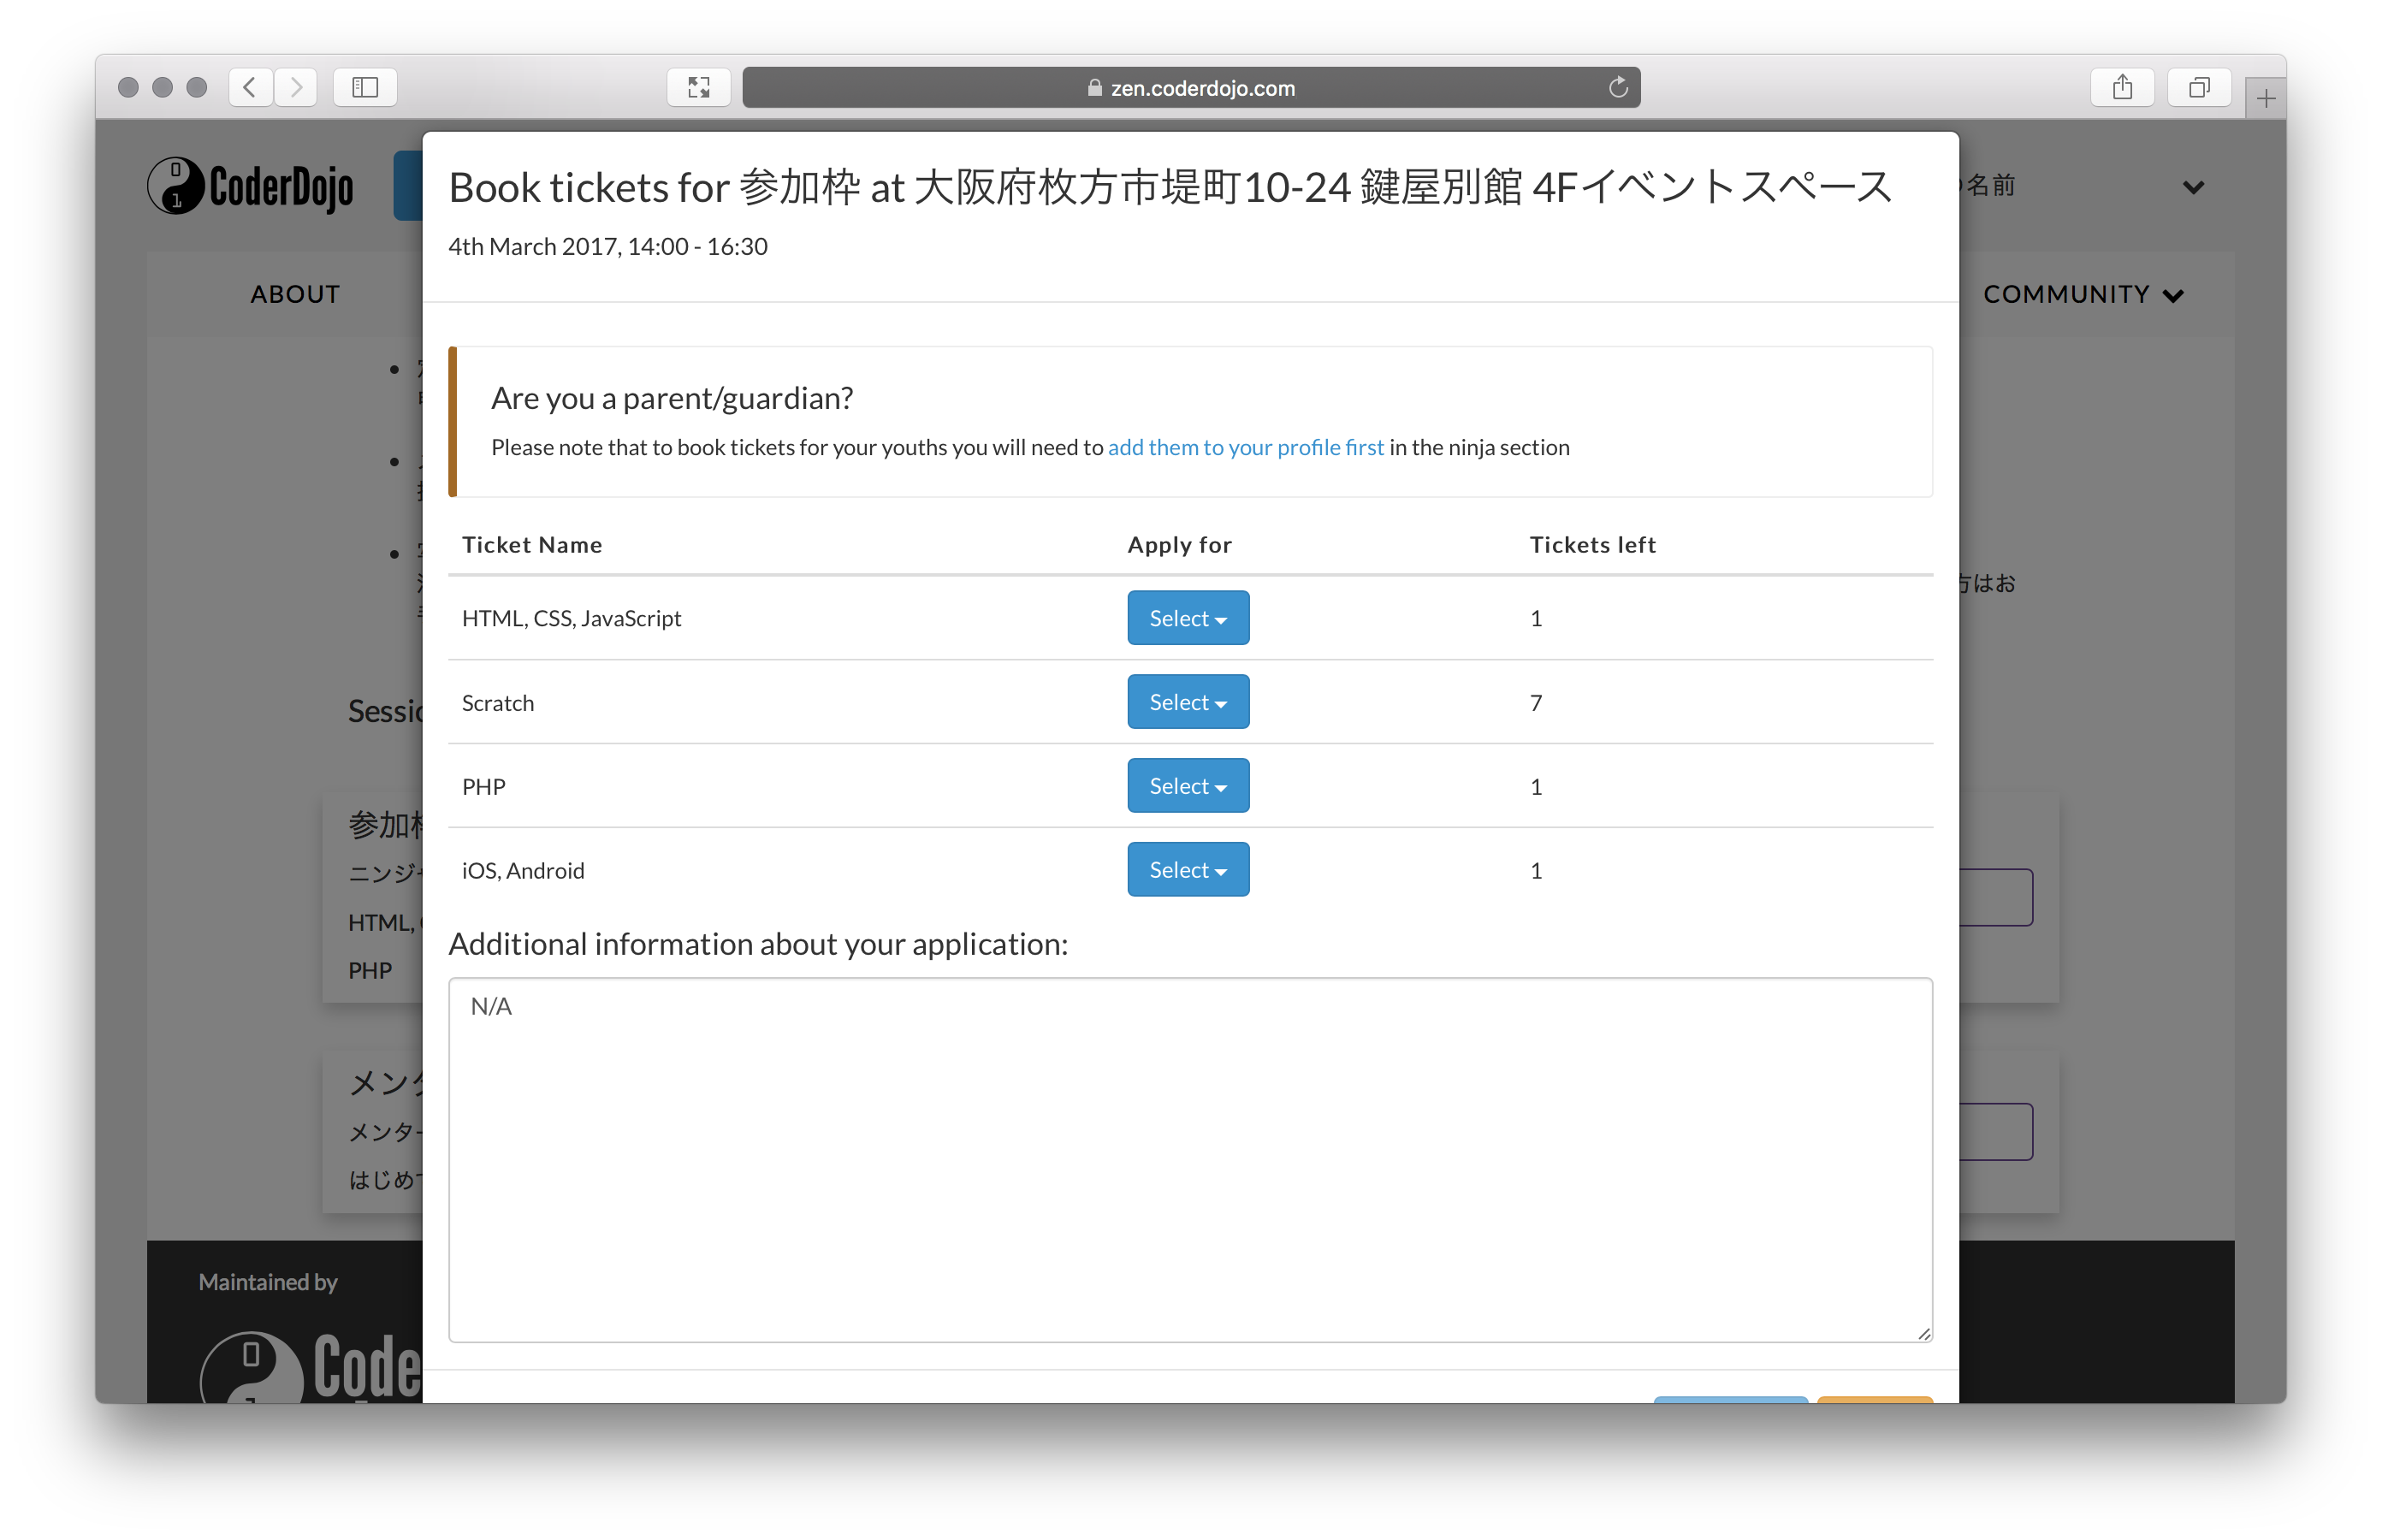 zen.coderdojo.com
CoderDojo
名前
Book tickets for 参加枠 at 大阪府枚方市堤町10-24 鍵屋別館 4Fイベントスペース
4th March 2017, 14:00 - 16:30
ABOUT
COMMUNITY
Are you a parent/guardian?
Please note that to book tickets for your youths you will need to add them to your profile first in the ninja section
Ticket Name Apply for Tickets left
HTML, CSS, JavaScript Select 1
方はお
Scratch Select 7
PHP Select 1
iOS, Android Select 1
参加
ニンジ
HTML,
PHP
Additional information about your application:
N/A
メン
メンター
はじめ
Maintained by
Code